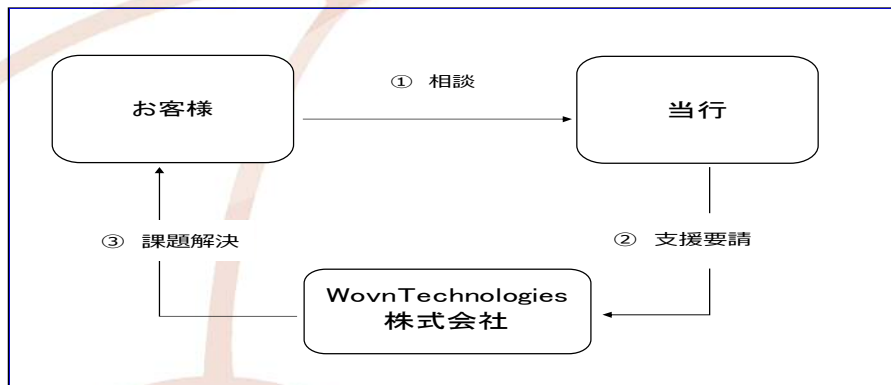 お客様
① 相談
当行
③ 課題解決
② 支援要請
WovnTechnologies
株式会社